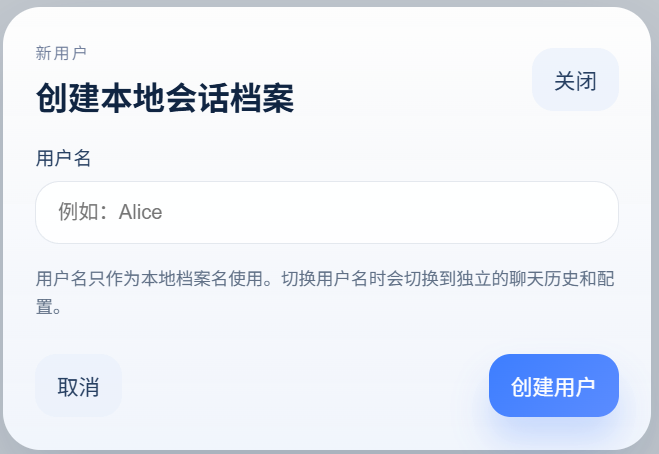 新用户
创建本地会话档案
关闭
用户名
例如：Alice
用户名只作为本地档案名使用。切换用户名时会切换到独立的聊天历史和配
置。
取消
创建用户